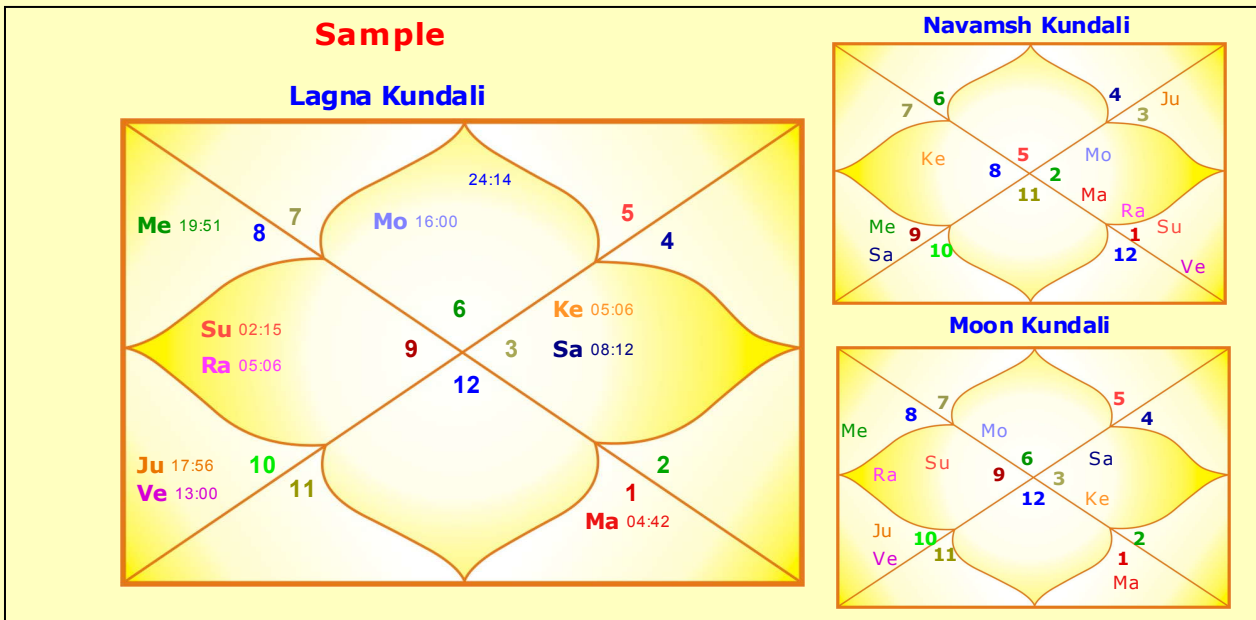 Sample
Lagna Kundali
24:14
Mo 16:00
7
5
Me 19:51
8
4
6
Ke 05:06
Su 02:15
9
3
Sa 08:12
Ra 05:06
12
Ju 17:56
10
2
Ve 13:00
11
1
Ma 04:42
Navamsh Kundali
6
4
Ju
7
3
Ke
5
Mo
8
2
11
Ma
Ra
Me
9
1
Su
Sa
10
12
Ve
Moon Kundali
7
5
8
4
Me
Mo
Su
6
Sa
Ra
9
3
12
Ke
Ju
10
2
Ve
11
1
Ma